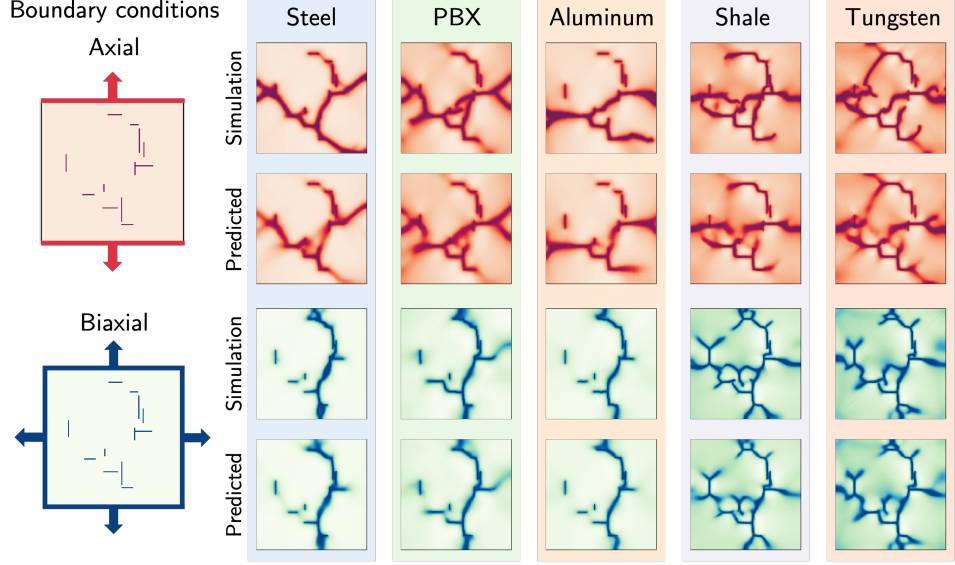 Boundary conditions
Steel
PBX
Aluminum
Shale
Tungsten
Axial
Simulation
Predicted
Biaxial
Simulation
Predicted